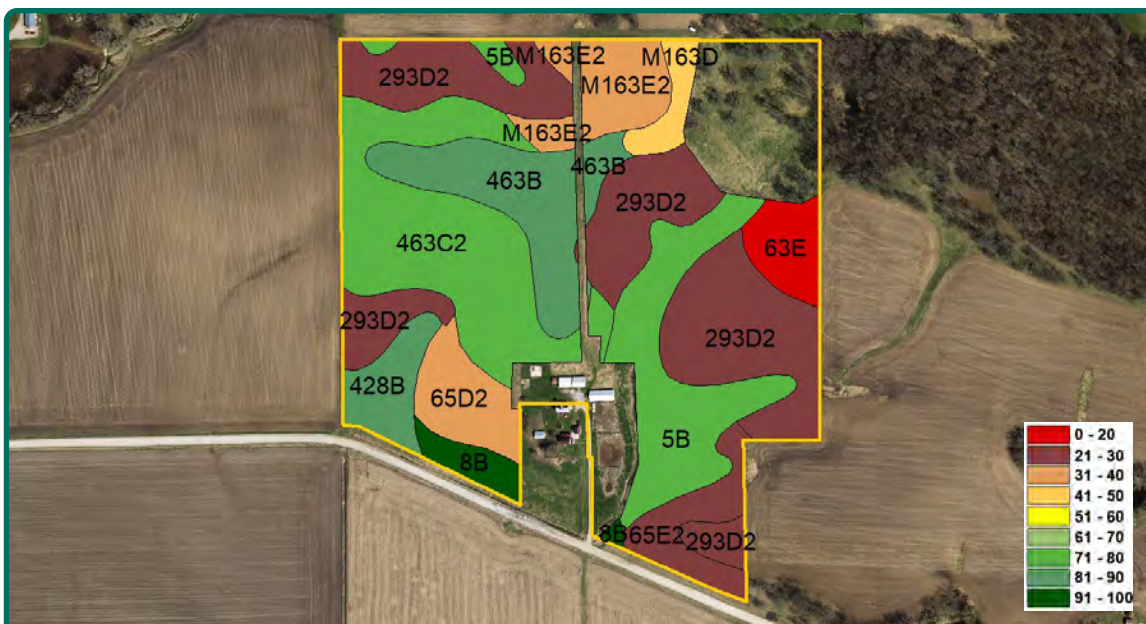 5B
M163E2
M163D
293D2
M163E2
M163E2
463B
463B
293D2
463C2
63E
293D2
293D2
428B
65D2
5B
8B
8B
65E2
293D2
0 - 20
21 - 30
31 - 40
41 - 50
51 - 60
61 - 70
71 - 80
81 - 90
91 - 100